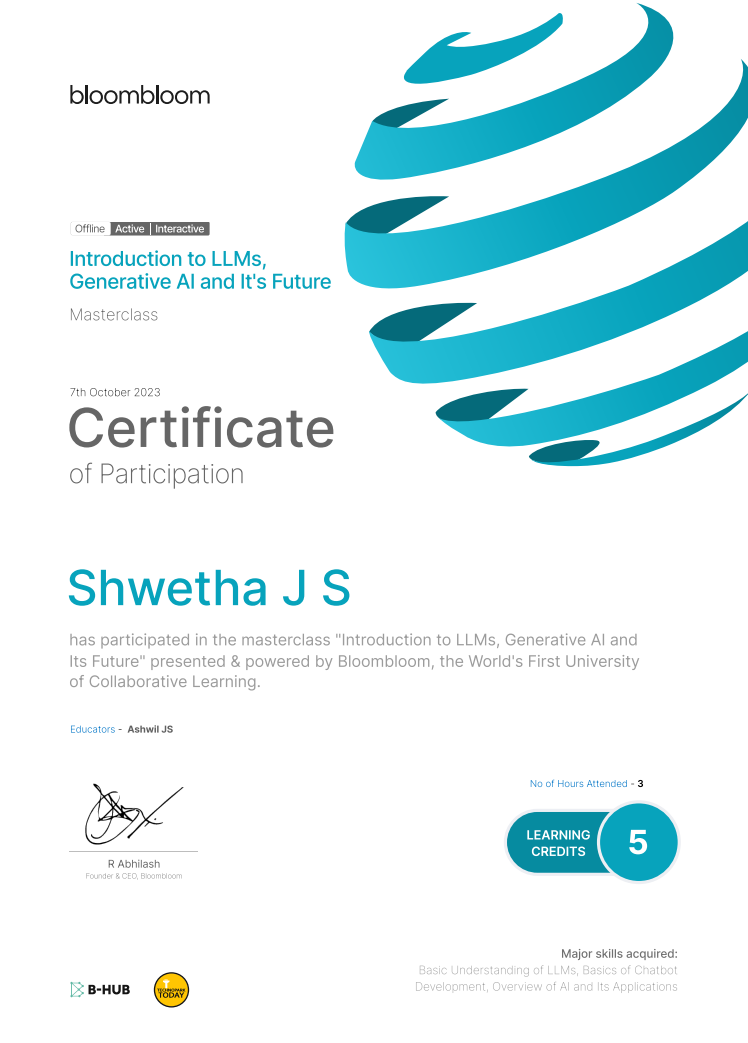 bloombloom
Offline Active Interactive
Introduction to LLMs,
Generative AI and It's Future
Masterclass
7th October 2023
Certificate
of Participation
Shwetha J S
has participated in the masterclass "Introduction to LLMs, Generative AI and
Its Future" presented & powered by Bloombloom, the World's First University
of Collaborative Learning.
Educators - Ashwil JS
No of Hours Attended - 3
LEARNING
CREDITS
5
R Abhilash
Founder & CEO, Bloombloom
Major skills acquired:
Basic Understanding of LLMs, Basics of Chatbot
Development, Overview of AI and Its Applications
B-HUB
TECHNOPARK
TODAY